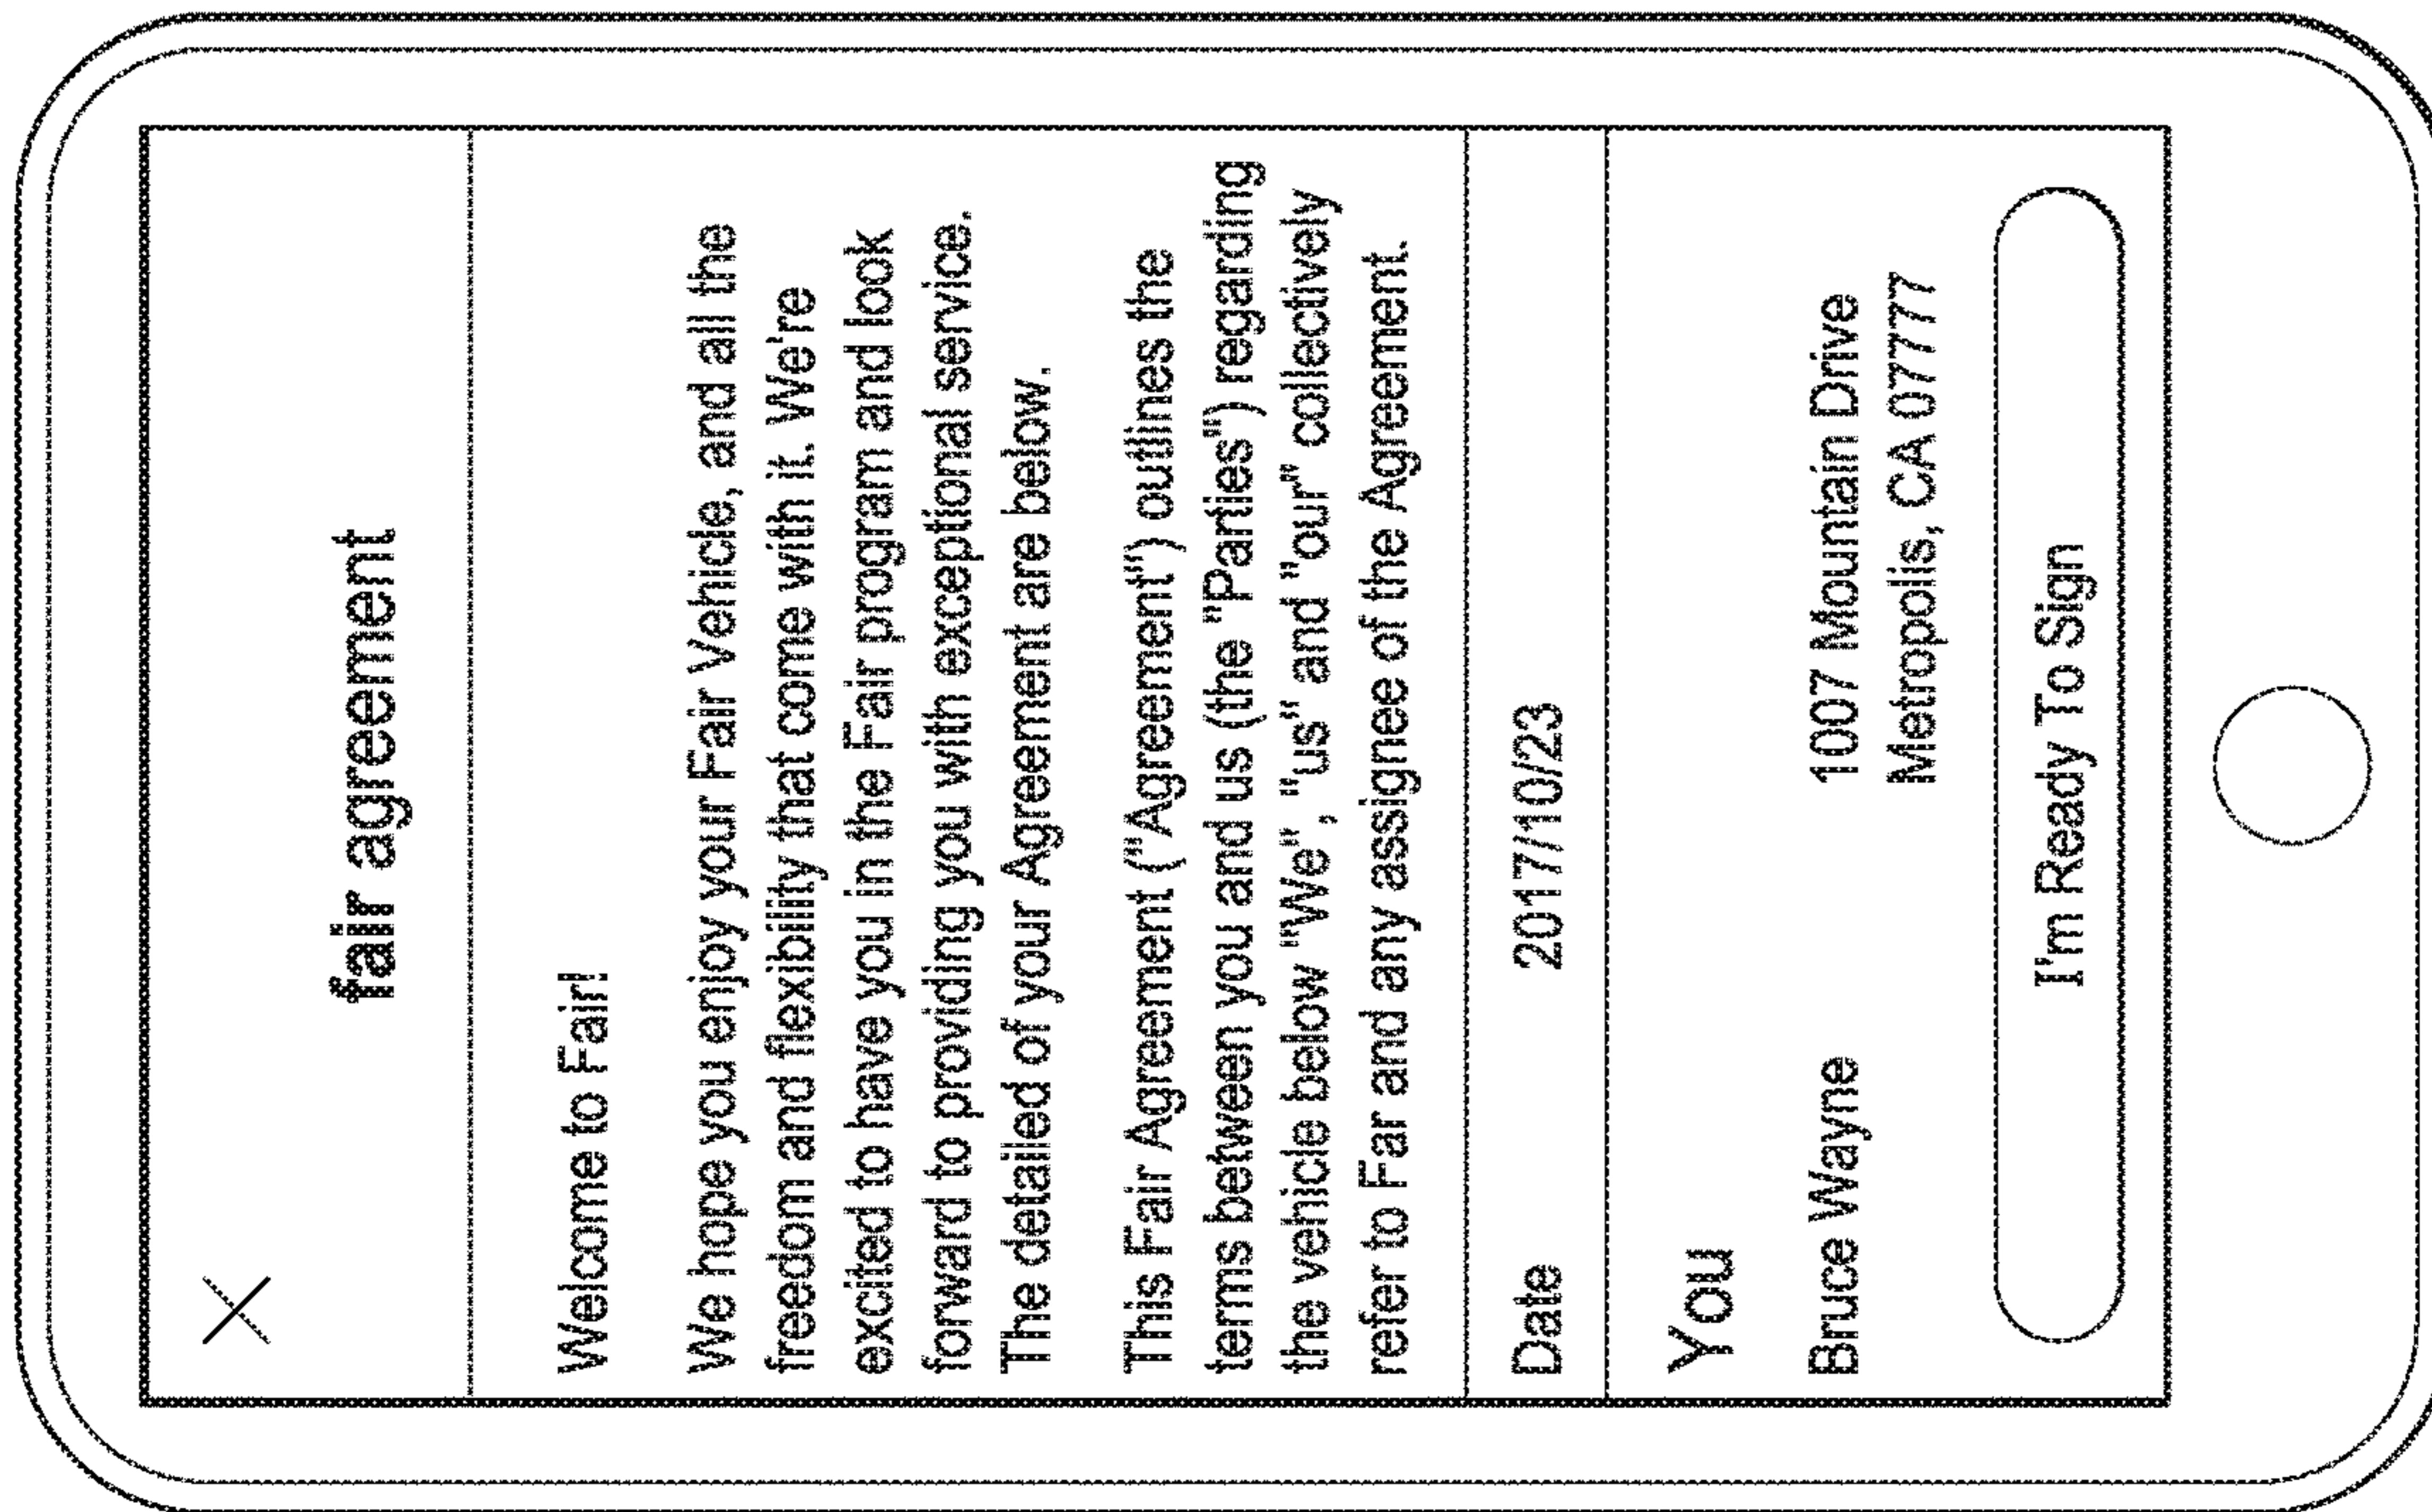 fair agreement
Welcome to Fair!
We hope you enjoy your Fair Vehicle, and all the
freedom and flexibility that come with it. We're
excited to have you in the Fair program and look
forward to providing you with exceptional service.
The detailed of your Agreement are below.
This Fair Agreement ("Agreement") outlines the
terms between you and us (the "Parties") regarding
the vehicle below "We", "us" and "our" collectively
refer to Far and any assignee of the Agreement.
Date 2017/10/23
You
Bruce Wayne 1007 Mountain Drive
Metropolis, CA 07777
I'm Ready To Sign